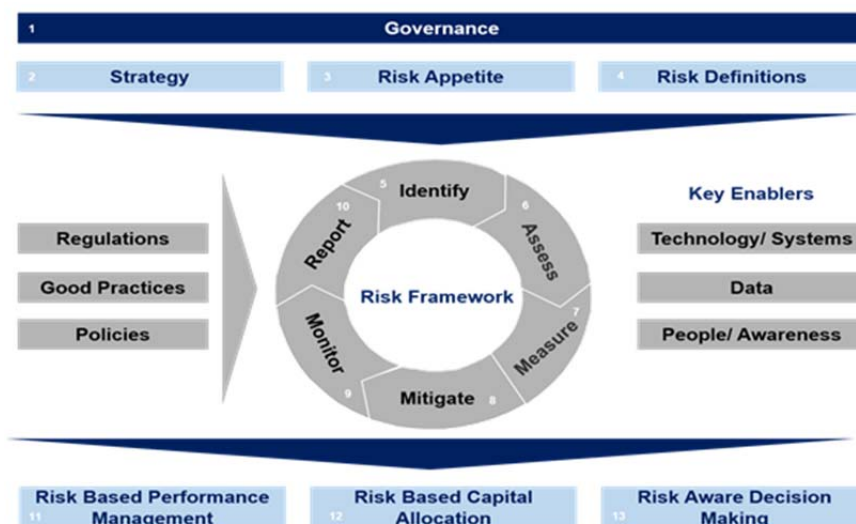 1 Governance
2 Strategy
3 Risk Appetite
4 Risk Definitions
5 Identify
6 Assess
7 Measure
8 Mitigate
9 Monitor
10 Report
Risk Framework
Regulations
Good Practices
Policies
Key Enablers
Technology/ Systems
Data
People/ Awareness
Risk Based Performance
11 Management
Risk Based Capital
12 Allocation
Risk Aware Decision
13 Making